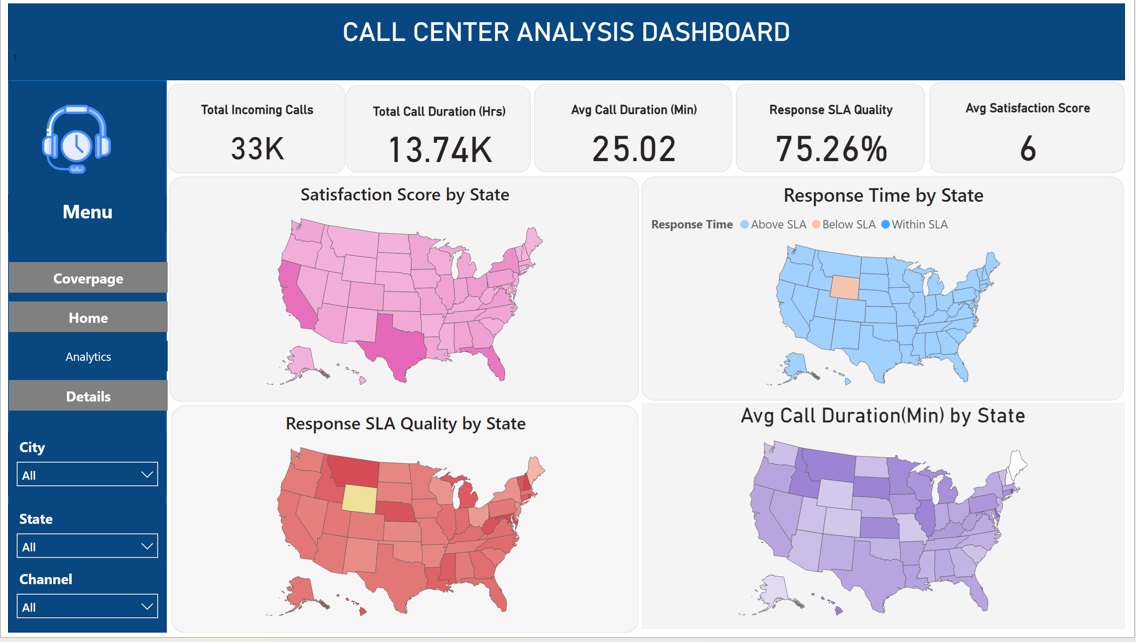 CALL CENTER ANALYSIS DASHBOARD
1.
Menu
Coverpage
Home
Analytics
Details
City
All
State
All
Channel
All
Total Incoming Calls
33K
Total Call Duration (Hrs)
13.74K
Avg Call Duration (Min)
25.02
Response SLA Quality
75.26%
Avg Satisfaction Score
6
Satisfaction Score by State
Response Time by State
Response Time Above SLA Below SLA Within SLA
Response SLA Quality by State
Avg Call Duration(Min) by State